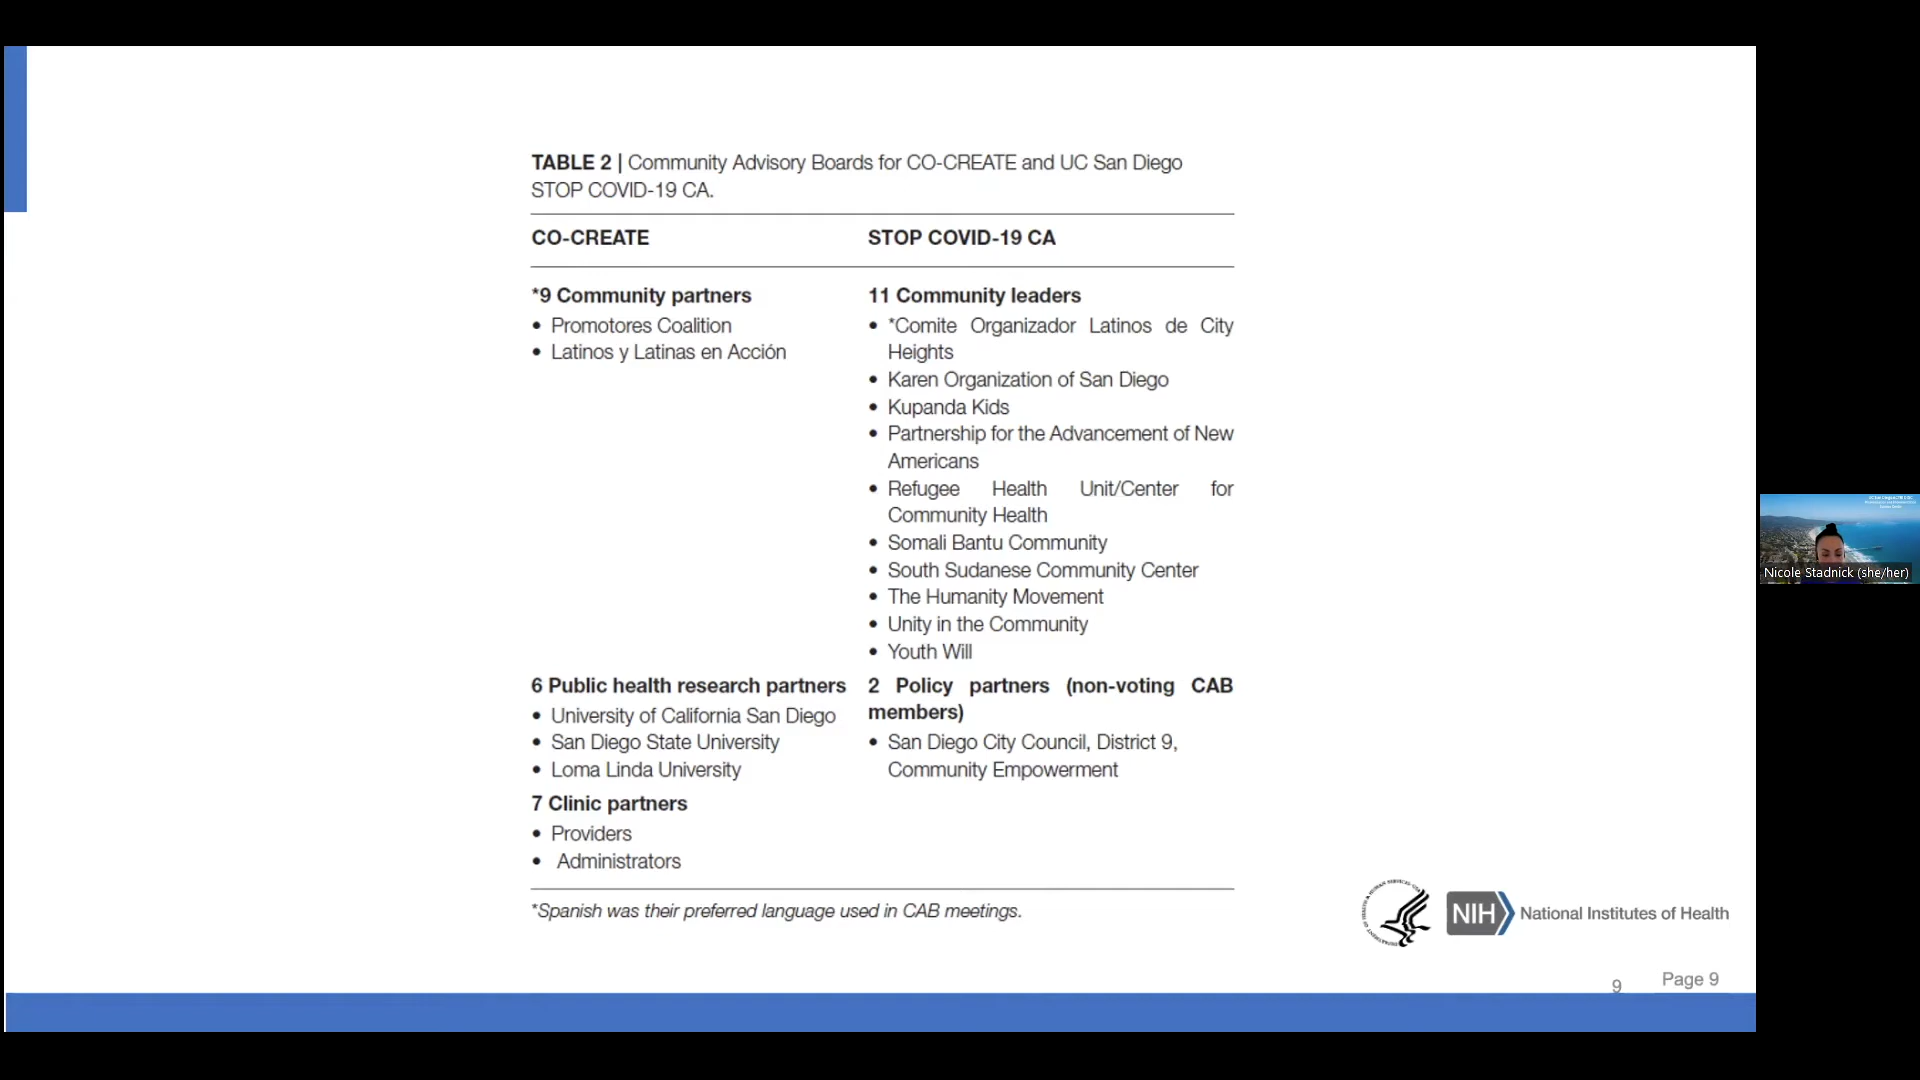 TABLE 2 | Community Advisory Boards for CO-CREATE and UC San Diego
STOP COVID-19 CA.
CO-CREATE
STOP COVID-19 CA
*9 Community partners
• Promotores Coalition
• Latinos y Latinas en Acción
11 Community leaders
• *Comite Organizador Latinos de City
Heights
• Karen Organization of San Diego
• Kupanda Kids
• Partnership for the Advancement of New
Americans
• Refugee Health Unit/Center for
Community Health
• Somali Bantu Community
• South Sudanese Community Center
• The Humanity Movement
• Unity in the Community
• Youth Will
6 Public health research partners
• University of California San Diego
• San Diego State University
• Loma Linda University
2 Policy partners (non-voting CAB
members)
• San Diego City Council, District 9,
Community Empowerment
7 Clinic partners
• Providers
• Administrators
*Spanish was their preferred language used in CAB meetings.
NIH National Institutes of Health
9
Page 9
Nicole Stadnick (she/her)